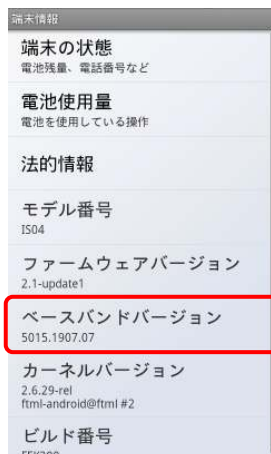 端末情報
端末の状態
電池残量、電話番号など
電池使用量
電池を使用している操作
法的情報
モデル番号
IS04
ファームウェアバージョン
2.1-update1
ベースバンドバージョン
5015.1907.07
カーネルバージョン
2.6.29-rel
ftml-android@ftml #2
ビルド番号